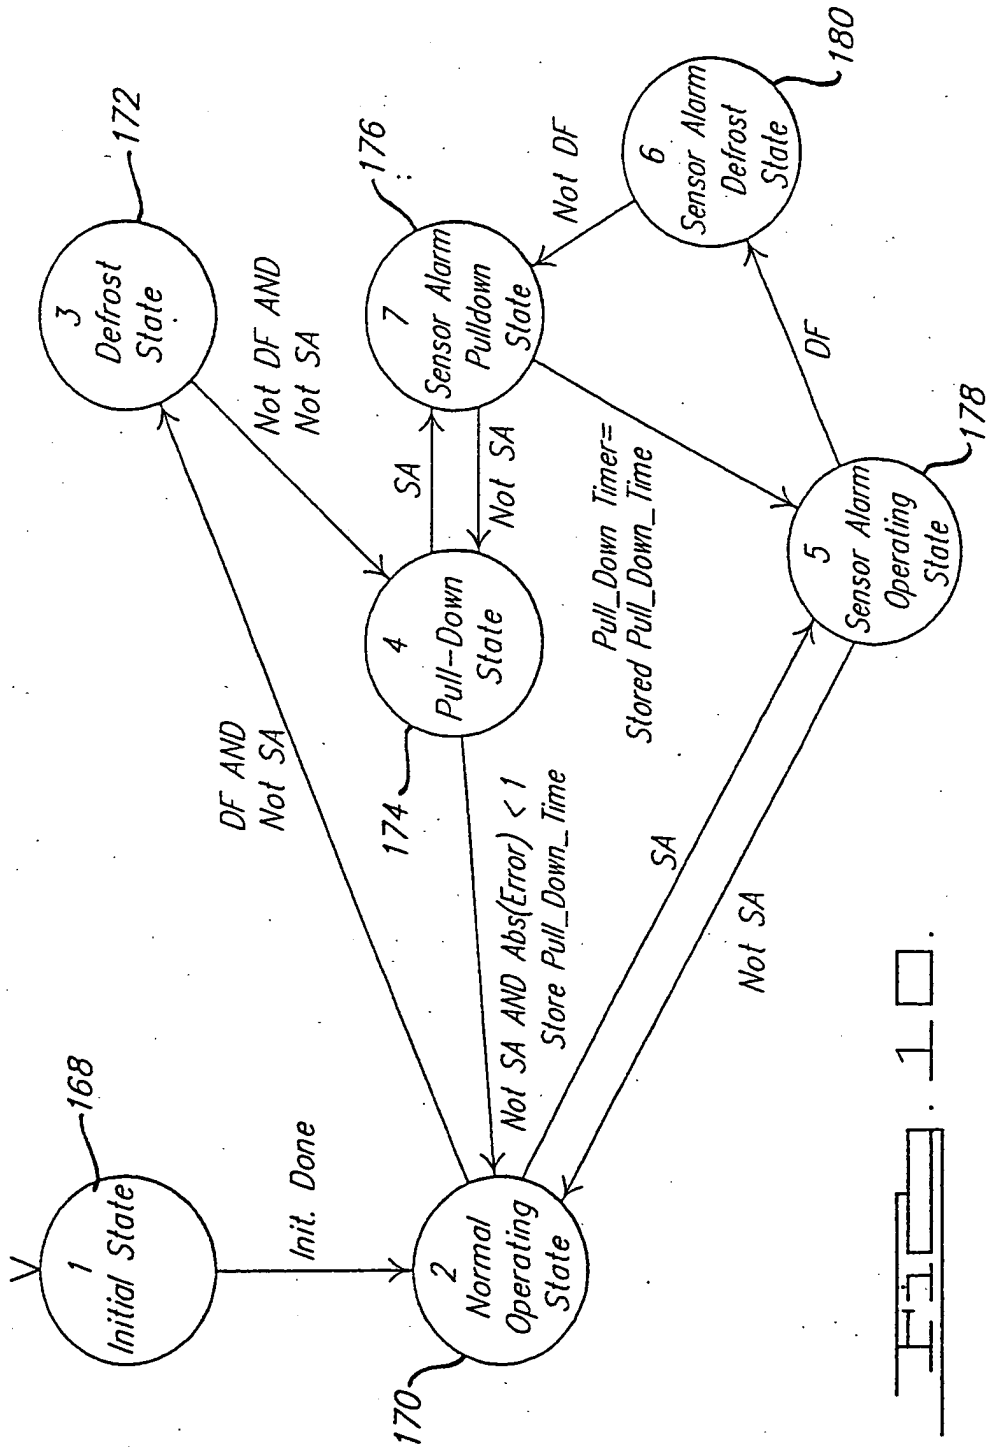 168
1
Initial State
Init. Done
170
2
Normal
Operating
State
172
3
Defrost
State
DF AND
Not SA
Not DF AND
Not SA
174
4
Pull-Down
State
SA
Not SA
176
7
Sensor Alarm
Pulldown
State
Not SA AND Abs(Error) < 1
Store Pull_Down_Time
Pull_Down Timer=
Stored Pull_Down_Time
Not DF
180
6
Sensor Alarm
Defrost
State
DF
178
5
Sensor Alarm
Operating
State
SA
Not SA
Fig. 10.